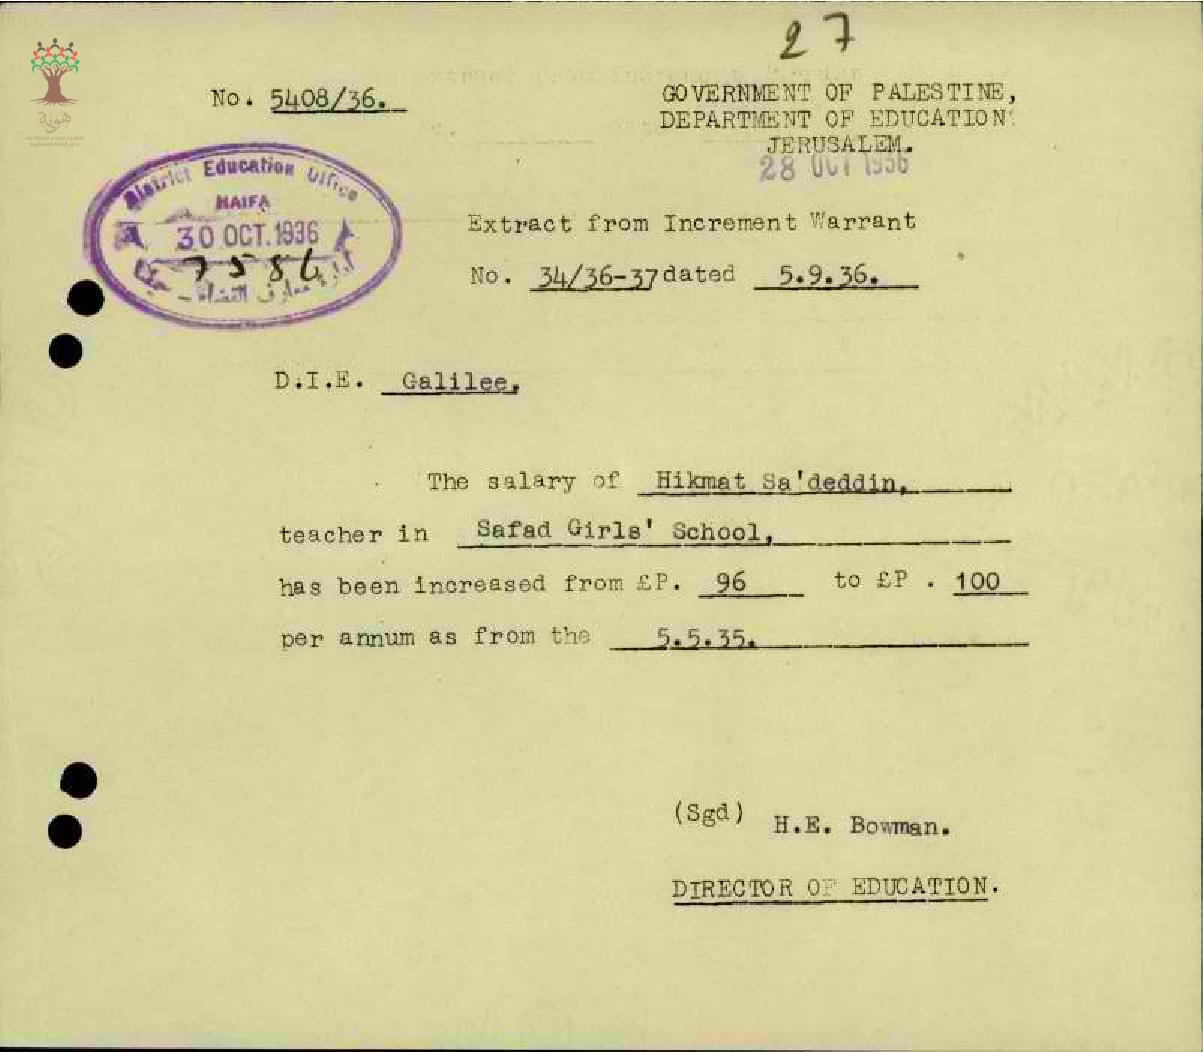 27
هوية
No. 5408/36.
GOVERNMENT OF PALESTINE,
DEPARTMENT OF EDUCATION
JERUSALEM.
28 OCT 1936
District Education Office
HAIFA
30 OCT. 1936
7584
Extract from Increment Warrant
No. 34/36-37 dated 5.9.36.
D.I.E. Galilee.
The salary of Hikmat Sa'deddin,
teacher in Safad Girls' School,
has been increased from £P. 96 to £P. 100
per annum as from the 5.5.35.
(Sgd) H.E. Bowman.
DIRECTOR OF EDUCATION.